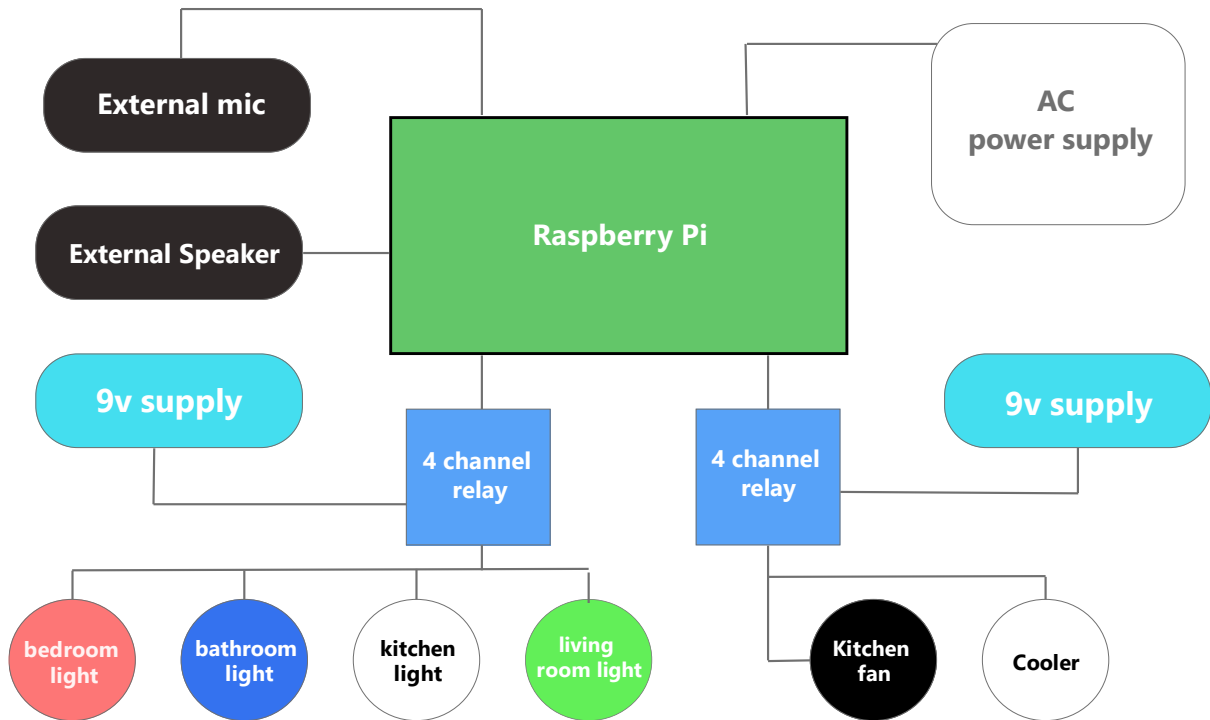 External mic
AC
power supply
Raspberry Pi
External Speaker
9v supply
9v supply
4 channel
relay
4 channel
relay
bedroom
light
bathroom
light
kitchen
light
living
room light
Kitchen
fan
Cooler